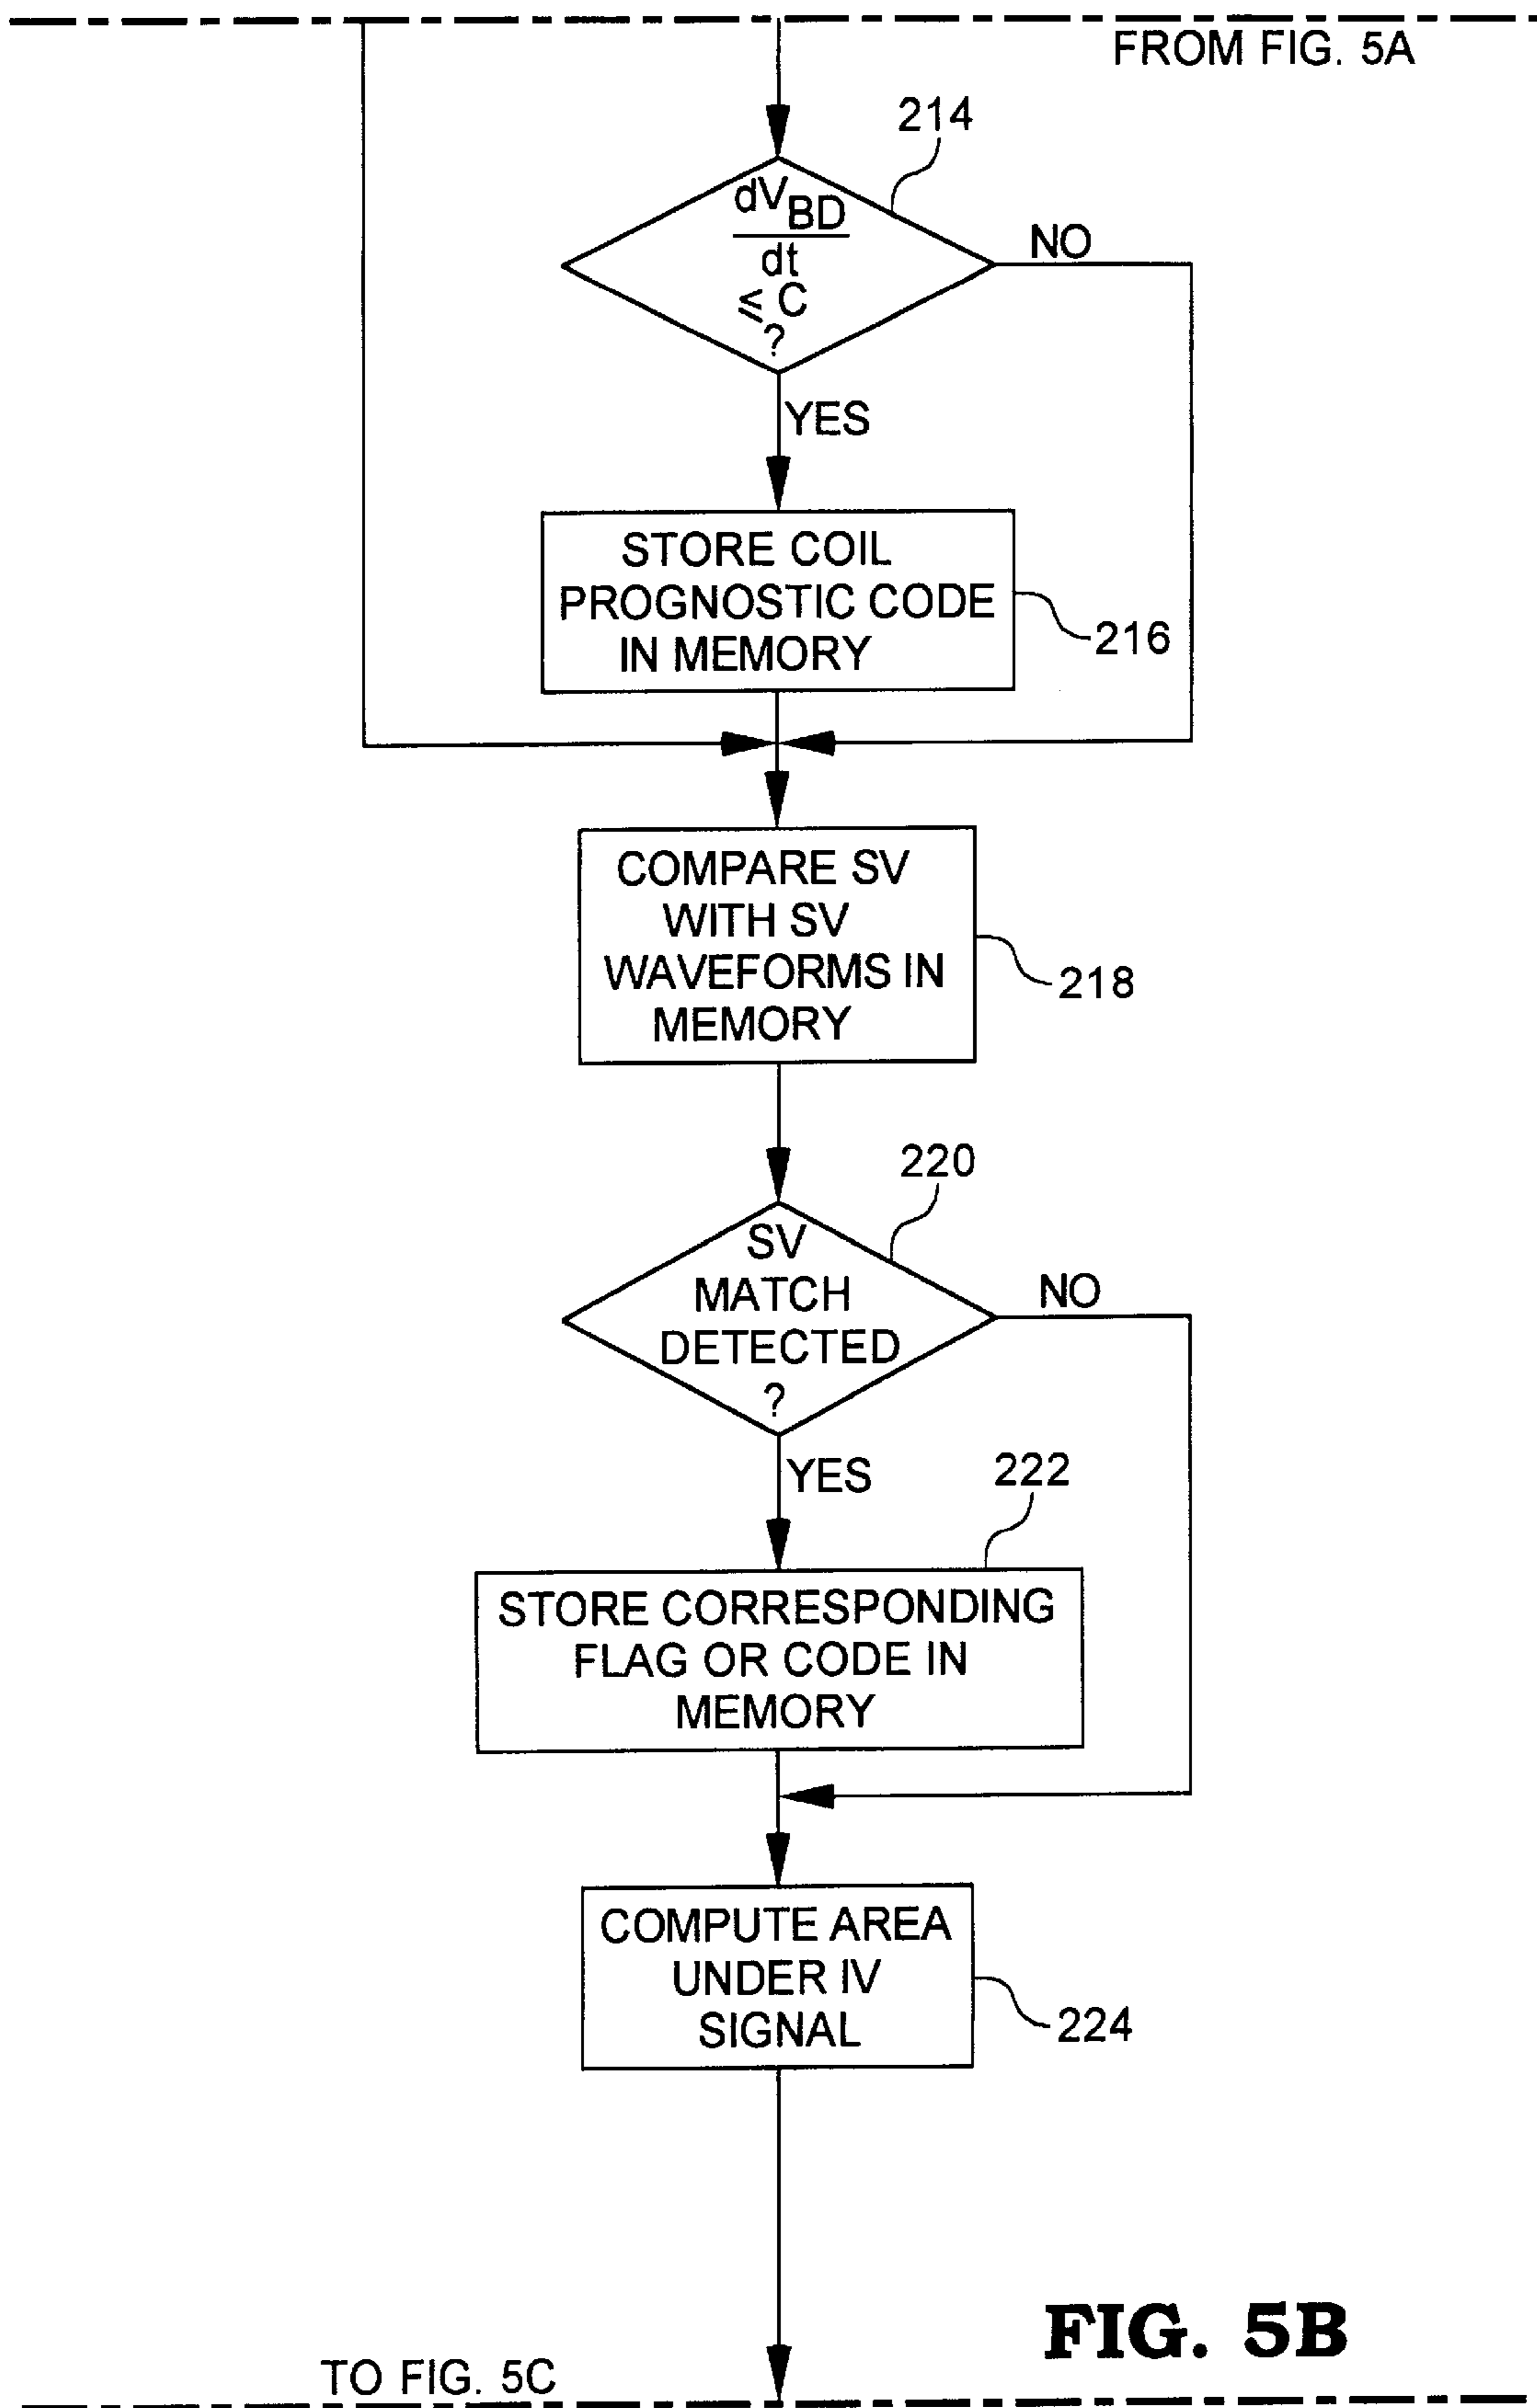 FROM FIG. 5A
214
dVBD
dt
≤ C
?
NO
YES
STORE COIL
PROGNOSTIC CODE
IN MEMORY
216
COMPARE SV
WITH SV
WAVEFORMS IN
MEMORY
218
220
SV
MATCH
DETECTED
?
NO
YES
222
STORE CORRESPONDING
FLAG OR CODE IN
MEMORY
COMPUTE AREA
UNDER IV
SIGNAL
224
FIG. 5B
TO FIG. 5C